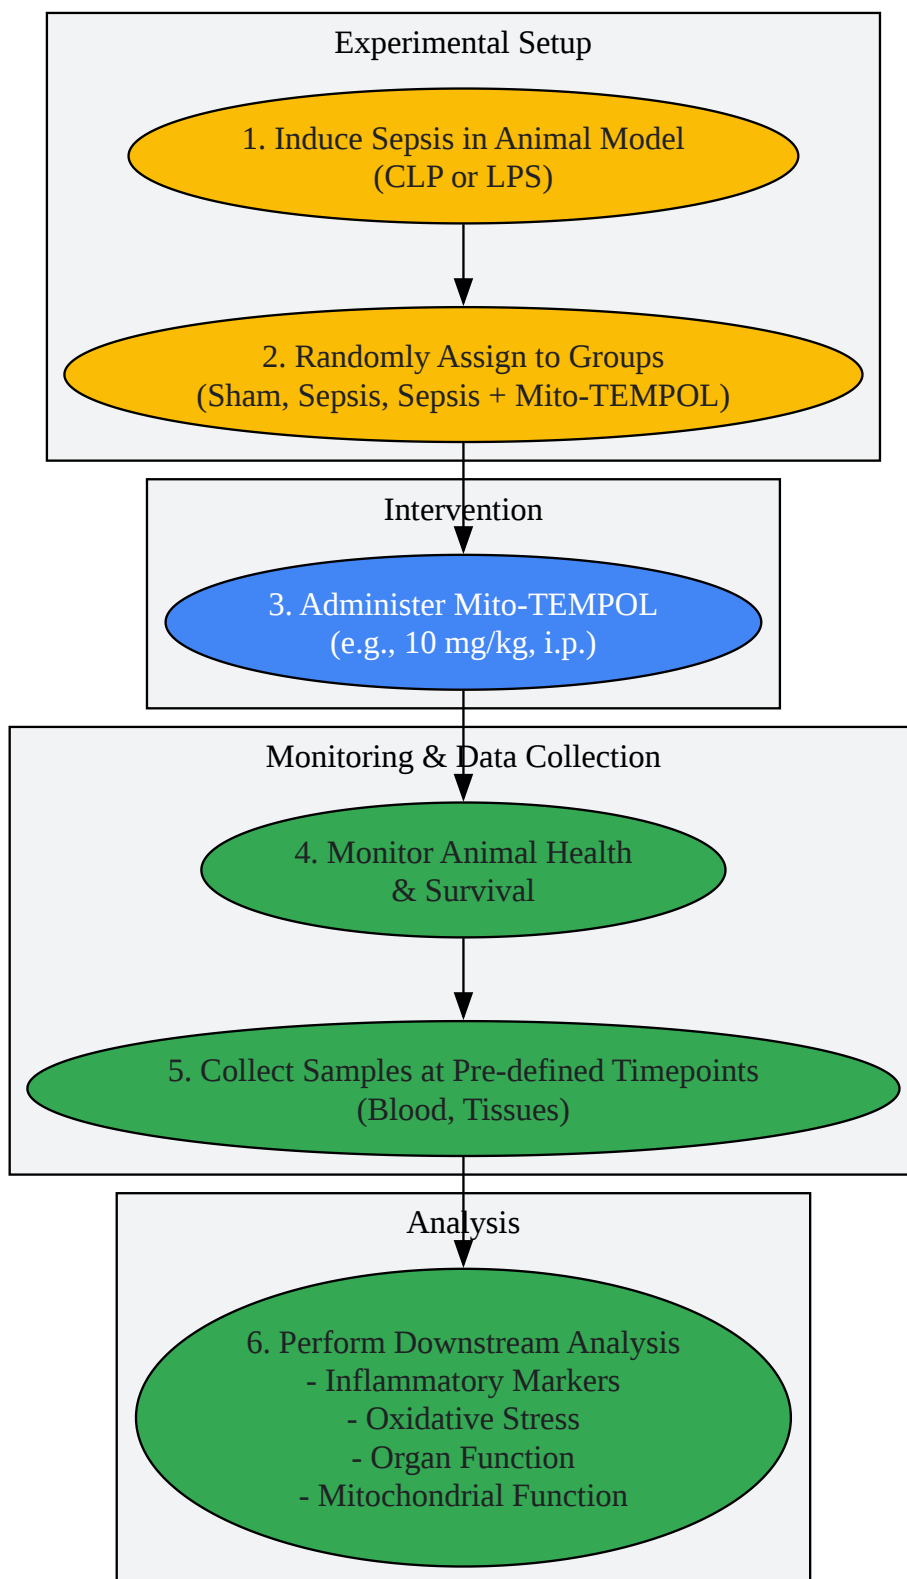 Experimental Setup
1. Induce Sepsis in Animal Model
(CLP or LPS)
2. Randomly Assign to Groups
(Sham, Sepsis, Sepsis + Mito-TEMPOL)
Intervention
3. Administer Mito-TEMPOL
(e.g., 10 mg/kg, i.p.)
Monitoring & Data Collection
4. Monitor Animal Health
& Survival
5. Collect Samples at Pre-defined Timepoints
(Blood, Tissues)
Analysis
6. Perform Downstream Analysis
- Inflammatory Markers
- Oxidative Stress
- Organ Function
- Mitochondrial Function